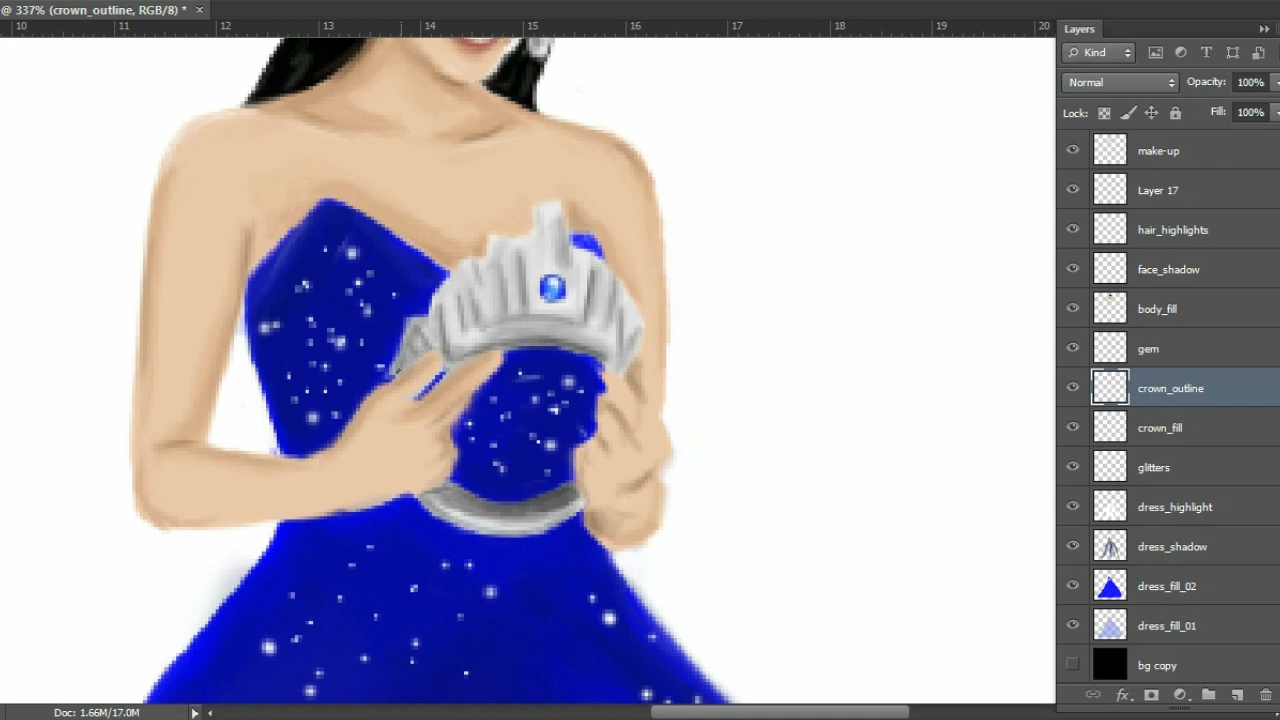 @ 337% (crown_outline, RGB/8) * ×
10 11 12 13 14 15 16 17 18 19 20
Layers
Kind
Normal Opacity: 100%
Lock: Fill: 100%
make-up
Layer 17
hair_highlights
face_shadow
body_fill
gem
crown_outline
crown_fill
glitters
dress_highlight
dress_shadow
dress_fill_02
dress_fill_01
bg copy
fx
Doc: 1.66M/17.0M